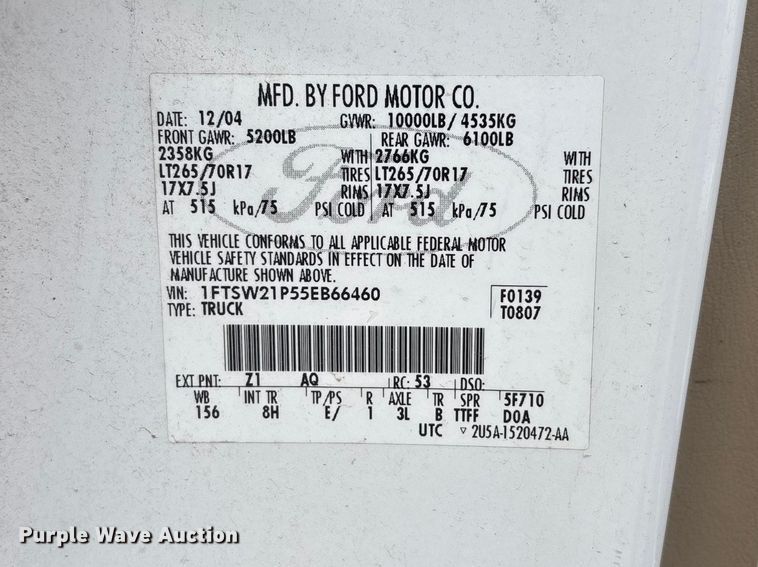 MFD. BY FORD MOTOR CO.
DATE: 12/04 GVWR: 10000LB/ 4535KG
FRONT GAWR: 5200LB REAR GAWR: 6100LB
2358KG WITH 2766KG WITH
LT265/70R17 TIRES LT265/70R17 TIRES
17X7.5J RIMS 17X7.5J RIMS
AT 515 kPa/75 PSI COLD AT 515 kPa/75 PSI COLD
Ford
THIS VEHICLE CONFORMS TO ALL APPLICABLE FEDERAL MOTOR
VEHICLE SAFETY STANDARDS IN EFFECT ON THE DATE OF
MANUFACTURE SHOWN ABOVE.
VIN: 1FTSW21P55EB66460 F0139
TYPE: TRUCK T0807
EXT PNT: Z1 AQ RC: 53 DSO:
WB INT TR TP/PS R AXLE TR SPR 5F710
156 8H E/ 1 3L B TTFF DOA
UTC ▽ 2U5A-1520472-AA
Purple Wave Auction